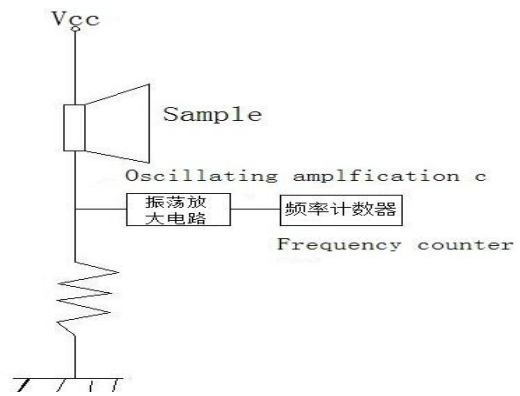 Vcc
Sample
Oscillating amplfication c
振荡放
大电路
频率计数器
Frequency counter